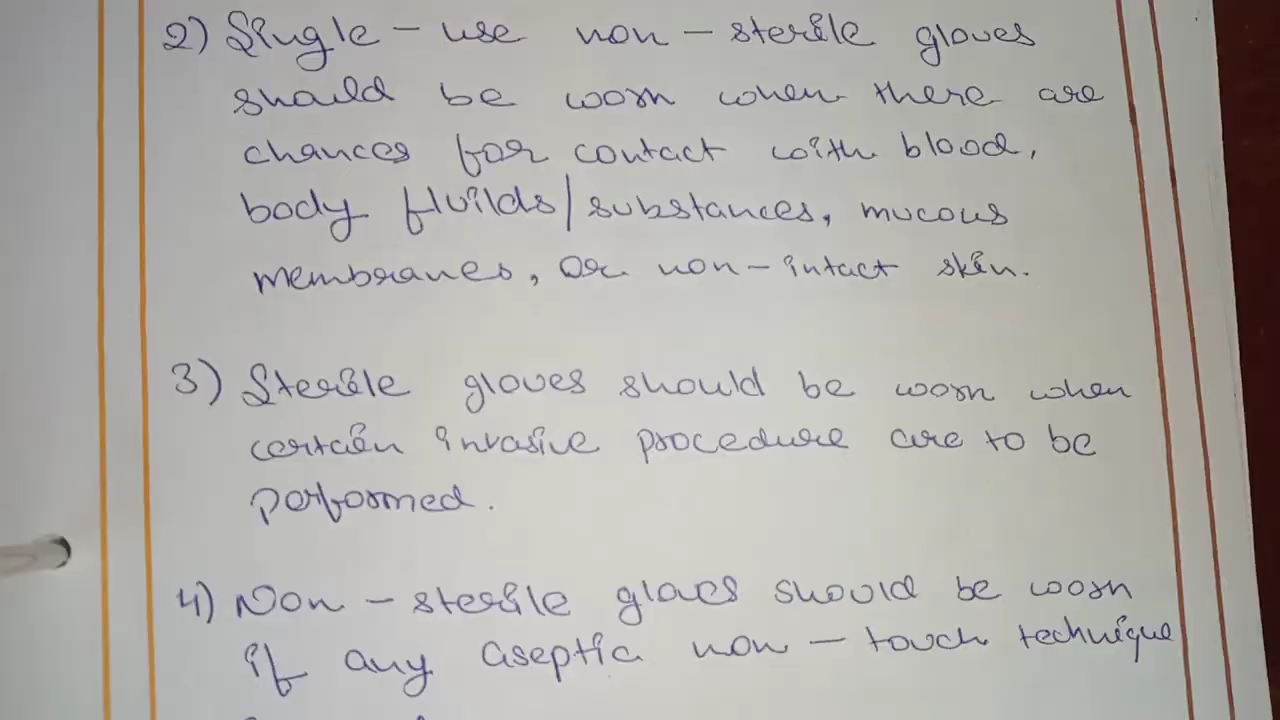 2) Single - use non - sterile gloves
should be worn when there are
chances for contact with blood,
body fluids/substances, mucous
membranes, or non - intact skin.
3) Sterile gloves should be worn when
certain invasive procedure are to be
performed.
4) Non - sterile gloves should be worn
if any aseptic non - touch technique